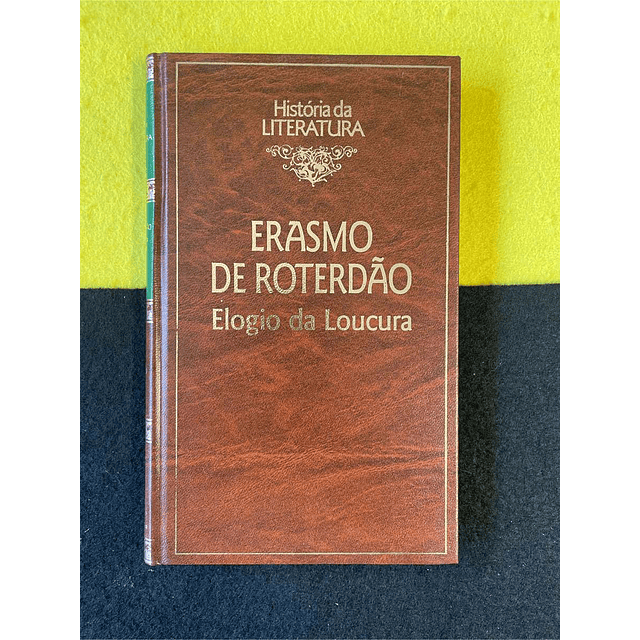 História da
LITERATURA
ERASMO
DE ROTERDÃO
Elogio da Loucura